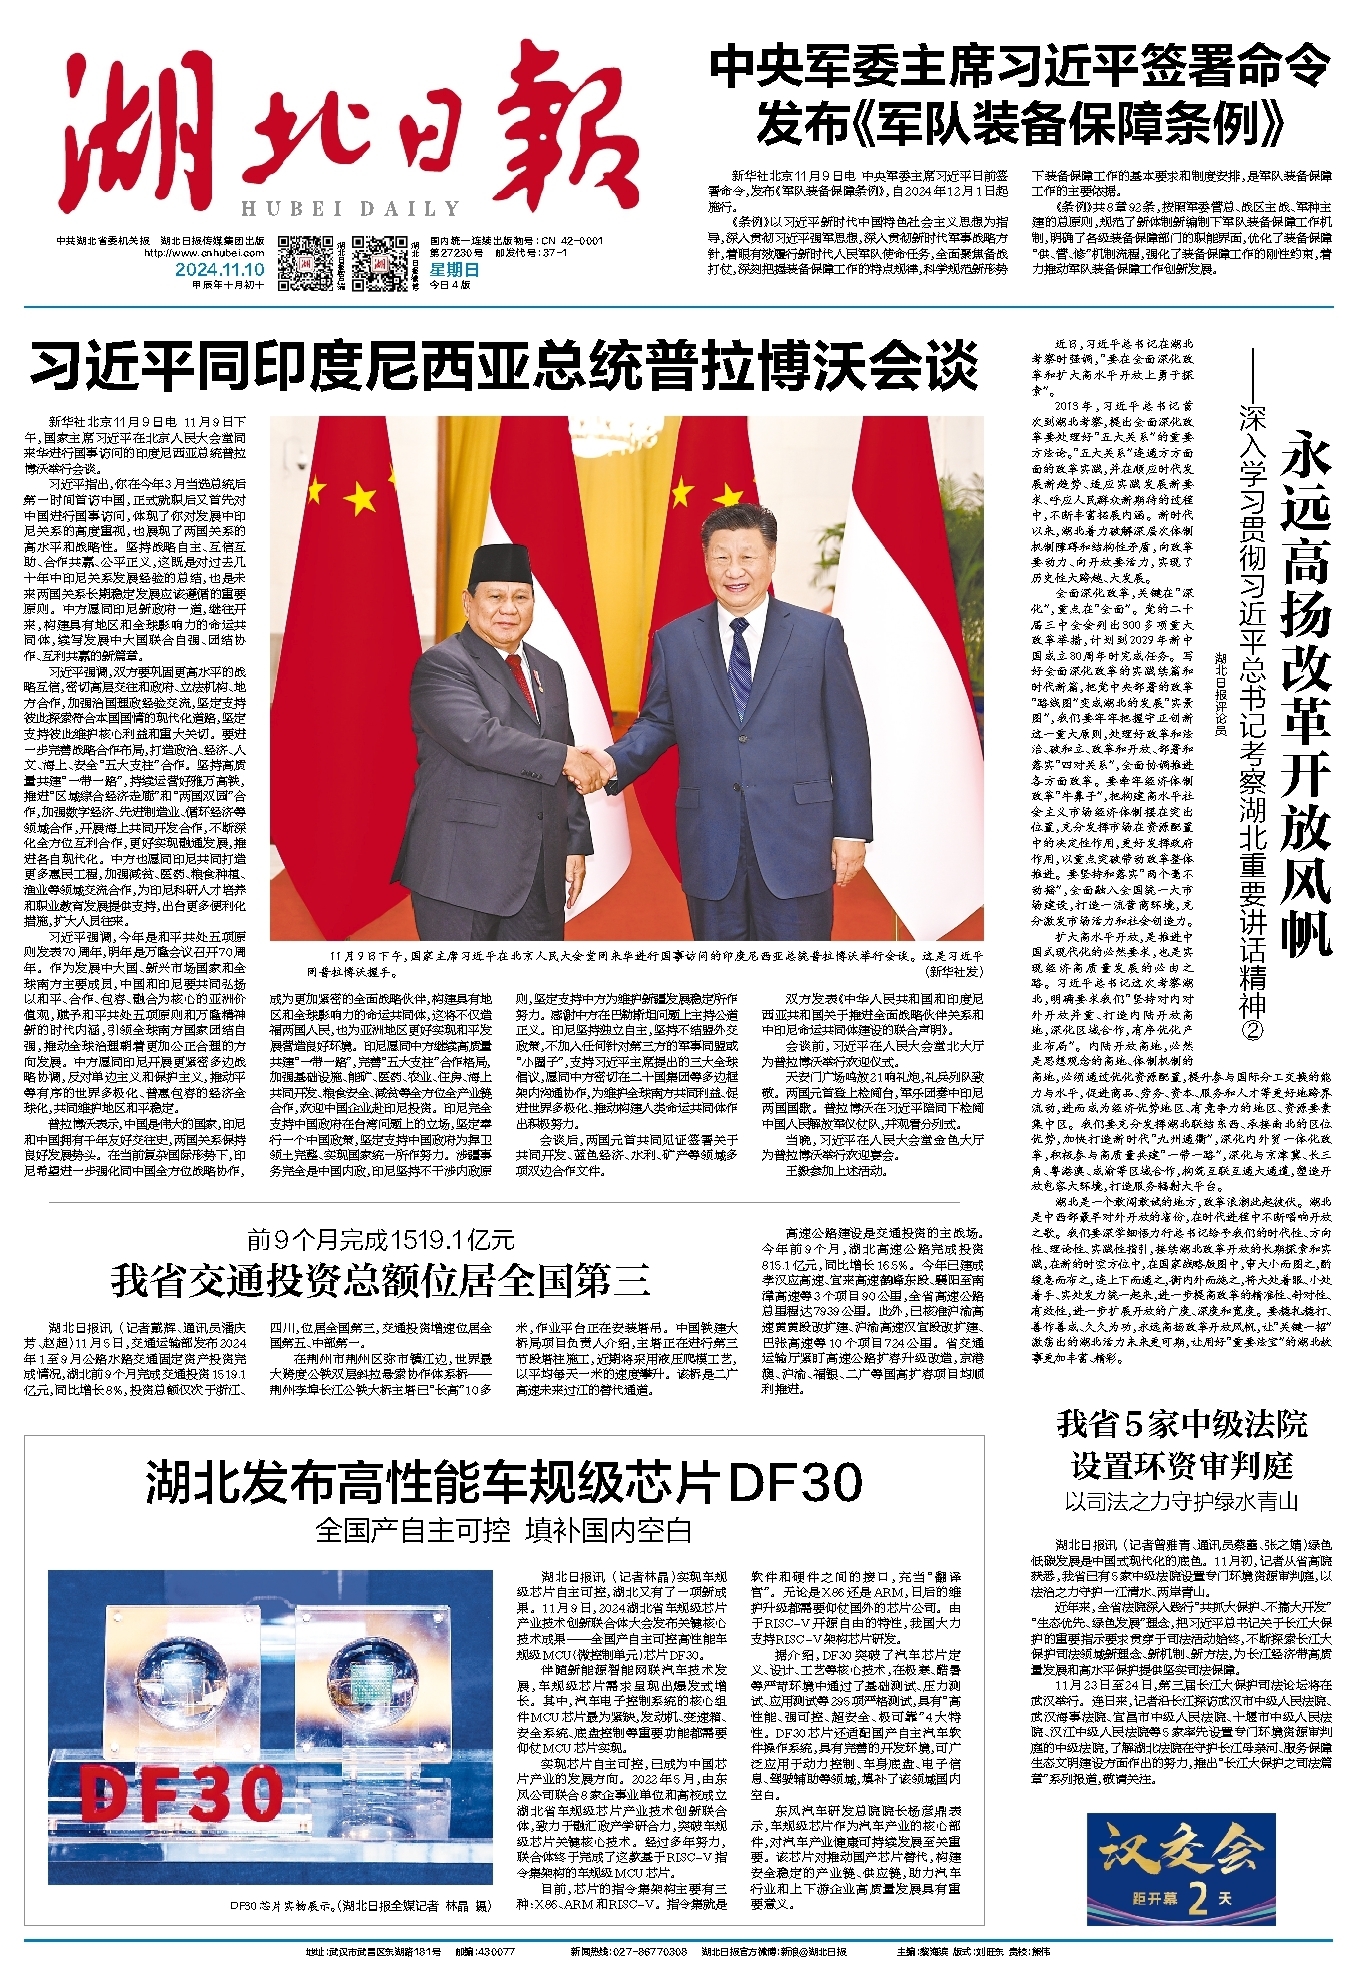 湖北日報
HUBEI DAILY
中共湖北省委机关报 湖北日报传媒集团出版
http://www.cnhubei.com
2024.11.10
甲辰年十月初十
国内统一连续出版物号：CN 42-0001
第27230号 邮发代号：37-1
星期日
今日4版
中央军委主席习近平签署命令
发布《军队装备保障条例》
新华社北京11月9日电 中央军委主席习近平日前签
署命令，发布《军队装备保障条例》，自2024年12月1日起
施行。
《条例》以习近平新时代中国特色社会主义思想为指
导，深入贯彻习近平强军思想，深入贯彻新时代军事战略方
针，着眼有效履行新时代人民军队使命任务，全面聚焦备战
打仗，深刻把握装备保障工作的特点规律，科学规范新形势
下装备保障工作的基本要求和制度安排，是军队装备保障
工作的主要依据。
《条例》共8章92条，按照军委管总、战区主战、军种主
建的总原则，规范了新体制新编制下军队装备保障工作机
制，明确了各级装备保障部门的职能界面，优化了装备保障
“供、管、修”机制流程，强化了装备保障工作的刚性约束，着
力推动军队装备保障工作创新发展。
习近平同印度尼西亚总统普拉博沃会谈
新华社北京11月9日电 11月9日下
午，国家主席习近平在北京人民大会堂同
来华进行国事访问的印度尼西亚总统普拉
博沃举行会谈。
习近平指出，你在今年3月当选总统后
第一时间首访中国，正式就职后又首先对
中国进行国事访问，体现了你对发展中印
尼关系的高度重视，也展现了两国关系的
高水平和战略性。坚持战略自主、互信互
助、合作共赢、公平正义，这既是对过去几
十年中印尼关系发展经验的总结，也是未
来两国关系长期稳定发展应该遵循的重要
原则。中方愿同印尼新政府一道，继往开
来，构建具有地区和全球影响力的命运共
同体，续写发展中大国联合自强、团结协
作、互利共赢的新篇章。
习近平强调，双方要巩固更高水平的战
略互信，密切高层交往和政府、立法机构、地
方合作，加强治国理政经验交流，坚定支持
彼此探索符合本国国情的现代化道路，坚定
支持彼此维护核心利益和重大关切。要进
一步完善战略合作布局，打造政治、经济、人
文、海上、安全“五大支柱”合作。坚持高质
量共建“一带一路”，持续运营好雅万高铁，
推进“区域综合经济走廊”和“两国双园”合
作，加强数字经济、先进制造业、循环经济等
领域合作，开展海上共同开发合作，不断深
化全方位互利合作，更好实现融通发展，推
进各自现代化。中方也愿同印尼共同打造
更多惠民工程，加强减贫、医药、粮食种植、
渔业等领域交流合作，为印尼科研人才培养
和职业教育发展提供支持，出台更多便利化
措施，扩大人员往来。
习近平强调，今年是和平共处五项原
则发表70周年，明年是万隆会议召开70周
年。作为发展中大国、新兴市场国家和全
球南方主要成员，中国和印尼要共同弘扬
以和平、合作、包容、融合为核心的亚洲价
值观，赋予和平共处五项原则和万隆精神
新的时代内涵，引领全球南方国家团结自
强，推动全球治理朝着更加公正合理的方
向发展。中方愿同印尼开展更紧密多边战
略协调，反对单边主义和保护主义，推动平
等有序的世界多极化、普惠包容的经济全
球化，共同维护地区和平稳定。
普拉博沃表示，中国是伟大的国家，印尼
和中国拥有千年友好交往史，两国关系保持
良好发展势头。在当前复杂国际形势下，印
尼希望进一步强化同中国全方位战略协作，
11月9日下午，国家主席习近平在北京人民大会堂同来华进行国事访问的印度尼西亚总统普拉博沃举行会谈。这是习近平
同普拉博沃握手。 （新华社发）
成为更加紧密的全面战略伙伴，构建具有地
区和全球影响力的命运共同体，这将不仅造
福两国人民，也为亚洲地区更好实现和平发
展营造良好环境。印尼愿同中方继续高质量
共建“一带一路”，完善“五大支柱”合作格局，
加强基础设施、能矿、医药、农业、住房、海上
共同开发、粮食安全、减贫等全方位全产业链
合作，欢迎中国企业赴印尼投资。印尼完全
支持中国政府在台湾问题上的立场，坚定奉
行一个中国政策，坚定支持中国政府为捍卫
领土完整、实现国家统一所作努力。涉疆事
务完全是中国内政，印尼坚持不干涉内政原
则，坚定支持中方为维护新疆发展稳定所作
努力。感谢中方在巴勒斯坦问题上主持公道
正义。印尼坚持独立自主，坚持不结盟外交
政策，不加入任何针对第三方的军事同盟或
“小圈子”，支持习近平主席提出的三大全球
倡议，愿同中方密切在二十国集团等多边框
架内沟通协作，为维护全球南方共同利益、促
进世界多极化、推动构建人类命运共同体作
出积极努力。
会谈后，两国元首共同见证签署关于
共同开发、蓝色经济、水利、矿产等领域多
项双边合作文件。
双方发表《中华人民共和国和印度尼
西亚共和国关于推进全面战略伙伴关系和
中印尼命运共同体建设的联合声明》。
会谈前，习近平在人民大会堂北大厅
为普拉博沃举行欢迎仪式。
天安门广场鸣放21响礼炮，礼兵列队致
敬。两国元首登上检阅台，军乐团奏中印尼
两国国歌。普拉博沃在习近平陪同下检阅
中国人民解放军仪仗队，并观看分列式。
当晚，习近平在人民大会堂金色大厅
为普拉博沃举行欢迎宴会。
王毅参加上述活动。
永远高扬改革开放风帆
——深入学习贯彻习近平总书记考察湖北重要讲话精神②
湖北日报评论员
近日，习近平总书记在湖北
考察时强调，“要在全面深化改
革和扩大高水平开放上勇于探
索”。
2013年，习近平总书记首
次到湖北考察，提出全面深化改
革要处理好“五大关系”的重要
方法论。“五大关系”连通方方面
面的改革实践，并在顺应时代发
展新趋势、适应实践发展新要
求、呼应人民群众新期待的过程
中，不断丰富拓展内涵。新时代
以来，湖北着力破解深层次体制
机制障碍和结构性矛盾，向改革
要动力、向开放要活力，实现了
历史性大跨越、大发展。
全面深化改革，关键在“深
化”，重点在“全面”。党的二十
届三中全会列出300多项重大
改革举措，计划到2029年新中
国成立80周年时完成任务。写
好全面深化改革的实践续篇和
时代新篇，把党中央部署的改革
“路线图”变成湖北的发展“实景
图”，我们要牢牢把握守正创新
这一重大原则，处理好改革和法
治、破和立、改革和开放、部署和
落实“四对关系”，全面协调推进
各方面改革。要牵牢经济体制
改革“牛鼻子”，把构建高水平社
会主义市场经济体制摆在突出
位置，充分发挥市场在资源配置
中的决定性作用，更好发挥政府
作用，以重点突破带动改革整体
推进。要坚持和落实“两个毫不
动摇”，全面融入全国统一大市
场建设，打造一流营商环境，充
分激发市场活力和社会创造力。
扩大高水平开放，是推进中
国式现代化的必然要求，也是实
现经济高质量发展的必由之
路。习近平总书记这次考察湖
北，明确要求我们“坚持对内对
外开放并重、打造内陆开放高
地，深化区域合作，有序优化产
业布局”。内陆开放高地，必然
是思想观念的高地、体制机制的
高地，必须通过优化资源配置，提升参与国际分工交换的能
力与水平，促进商品、劳务、资本、服务和人才等更好地跨界
流动，进而成为经济优势地区、有竞争力的地区、资源要素
集中区。我们要充分发挥湖北联结东西、承接南北的区位
优势，加快打造新时代“九州通衢”，深化内外贸一体化改
革，积极参与高质量共建“一带一路”，深化与京津冀、长三
角、粤港澳、成渝等区域合作，构筑互联互通大通道，塑造开
放包容大环境，打造服务辐射大平台。
湖北是一个敢闯敢试的地方，改革浪潮此起彼伏。湖北
是中西部最早对外开放的省份，在时代进程中不断唱响开放
之歌。我们要深学细悟力行总书记给予我们的时代性、方向
性、理论性、实践性指引，接续湖北改革开放的长期探索和实
践，在新的时空方位中，在国家战略版图中，审大小而图之，酌
缓急而布之，连上下而通之，衡内外而施之，将大处着眼、小处
着手、实处发力统一起来，进一步提高改革的精准性、针对性、
有效性，进一步扩展开放的广度、深度和宽度。要稳扎稳打、
善作善成、久久为功，永远高扬改革开放风帆，让“关键一招”
激荡出的湖北活力未来更可期，让用好“重要法宝”的湖北故
事更加丰富、精彩。
前9个月完成1519.1亿元
我省交通投资总额位居全国第三
湖北日报讯（记者戴辉、通讯员潘庆
芳、赵超）11月5日，交通运输部发布2024
年1至9月公路水路交通固定资产投资完
成情况，湖北前9个月完成交通投资1519.1
亿元，同比增长8%，投资总额仅次于浙江、
四川，位居全国第三，交通投资增速位居全
国第五、中部第一。
在荆州市荆州区弥市镇江边，世界最
大跨度公铁双层斜拉悬索协作体系桥——
荆州李埠长江公铁大桥主塔已“长高”10多
米，作业平台正在安装塔吊。中国铁建大
桥局项目负责人介绍，主塔正在进行第三
节段塔柱施工，近期将采用液压爬模工艺，
以平均每天一米的速度攀升。该桥是二广
高速未来过江的替代通道。
高速公路建设是交通投资的主战场。
今年前9个月，湖北高速公路完成投资
815.1亿元，同比增长16.5%。今年已建成
孝汉应高速、宜来高速鹤峰东段、襄阳至南
漳高速等3个项目90公里，全省高速公路
总里程达7939公里。此外，已核准沪渝高
速黄黄段改扩建、沪渝高速汉宜段改扩建、
巴张高速等10个项目724公里。省交通
运输厅紧盯高速公路扩容升级改造，京港
澳、沪渝、福银、二广等国高扩容项目均顺
利推进。
湖北发布高性能车规级芯片DF30
全国产自主可控 填补国内空白
DF30
DF30芯片实物展示。（湖北日报全媒记者 林晶 摄）
湖北日报讯（记者林晶）实现车规
级芯片自主可控，湖北又有了一项新成
果。11月9日，2024湖北省车规级芯片
产业技术创新联合体大会发布关键核心
技术成果——全国产自主可控高性能车
规级MCU（微控制单元）芯片DF30。
伴随新能源智能网联汽车技术发
展，车规级芯片需求呈现出爆发式增
长。其中，汽车电子控制系统的核心组
件MCU芯片最为紧缺，发动机、变速箱、
安全系统、底盘控制等重要功能都需要
仰仗MCU芯片实现。
实现芯片自主可控，已成为中国芯
片产业的发展方向。2022年5月，由东
风公司联合8家企事业单位和高校成立
湖北省车规级芯片产业技术创新联合
体，致力于融汇政产学研合力，突破车规
级芯片关键核心技术。经过多年努力，
联合体终于完成了这款基于RISC-V指
令集架构的车规级MCU芯片。
目前，芯片的指令集架构主要有三
种：X86、ARM和RISC-V。指令集就是
软件和硬件之间的接口，充当“翻译
官”。无论是X86还是ARM，日后的维
护升级都需要仰仗国外的芯片公司。由
于RISC-V开源自由的特性，我国大力
支持RISC-V架构芯片研发。
据介绍，DF30突破了汽车芯片定
义、设计、工艺等核心技术，在极寒、酷暑
等严苛环境中通过了基础测试、压力测
试、应用测试等295项严格测试，具有“高
性能、强可控、超安全、极可靠”4大特
性。DF30芯片还适配国产自主汽车软
件操作系统，具有完善的开发环境，可广
泛应用于动力控制、车身底盘、电子信
息、驾驶辅助等领域，填补了该领域国内
空白。
东风汽车研发总院院长杨彦鼎表
示，车规级芯片作为汽车产业的核心部
件，对汽车产业健康可持续发展至关重
要。该芯片对推动国产芯片替代，构建
安全稳定的产业链、供应链，助力汽车
行业和上下游企业高质量发展具有重
要意义。
我省5家中级法院
设置环资审判庭
以司法之力守护绿水青山
湖北日报讯（记者曾雅青、通讯员蔡蕾、张之婧）绿色
低碳发展是中国式现代化的底色。11月初，记者从省高院
获悉，我省已有5家中级法院设置专门环境资源审判庭，以
法治之力守护一江清水、两岸青山。
近年来，全省法院深入践行“共抓大保护、不搞大开发”
“生态优先、绿色发展”理念，把习近平总书记关于长江大保
护的重要指示要求贯穿于司法活动始终，不断探索长江大
保护司法领域新理念、新机制、新方法，为长江经济带高质
量发展和高水平保护提供坚实司法保障。
11月23日至24日，第三届长江大保护司法论坛将在
武汉举行。连日来，记者沿长江探访武汉市中级人民法院、
武汉海事法院、宜昌市中级人民法院、十堰市中级人民法
院、汉江中级人民法院等5家率先设置专门环境资源审判
庭的中级法院，了解湖北法院在守护长江母亲河、服务保障
生态文明建设方面作出的努力，推出“长江大保护之司法篇
章”系列报道，敬请关注。
汉交会
距开幕2天
地址：武汉市武昌区东湖路181号 邮编：430077 新闻热线：027-86770308 湖北日报官方微博：新浪@湖北日报 主编：黎海滨 版式：刘旺东 责校：熊伟